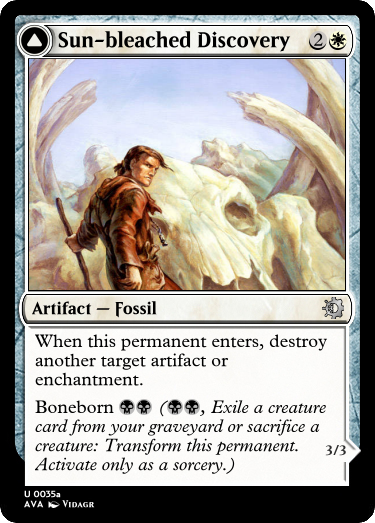 Sun-bleached Discovery 2
Artifact — Fossil
When this permanent enters, destroy
another target artifact or
enchantment.
Boneborn (, Exile a creature
card from your graveyard or sacrifice a
creature: Transform this permanent.
Activate only as a sorcery.)
3/3
U 0035a
AVA Vidagr